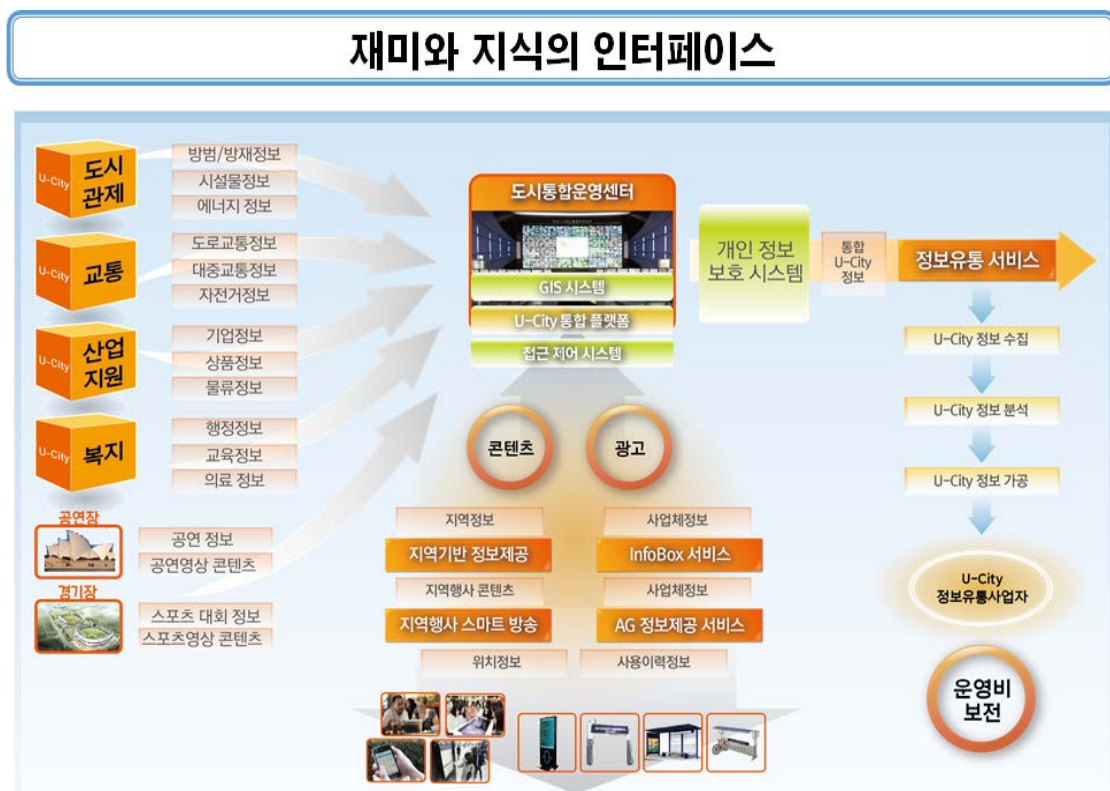 재미와 지식의 인터페이스
U-City
도시
관제
방범/방재정보
시설물정보
에너지 정보
U-City
교통
도로교통정보
대중교통정보
자전거정보
U-City
산업
지원
기업정보
상품정보
물류정보
U-City
복지
행정정보
교육정보
의료 정보
공연장
공연 정보
공연영상 콘텐츠
경기장
스포츠 대회 정보
스포츠영상 콘텐츠
도시통합운영센터
GIS 시스템
U-City 통합 플랫폼
접근 제어 시스템
콘텐츠
광고
지역정보
지역기반 정보제공
지역행사 콘텐츠
지역행사 스마트 방송
위치정보
사업체정보
InfoBox 서비스
사업체정보
AG 정보제공 서비스
사용이력정보
개인 정보
보호 시스템
통합
U-City
정보
정보유통 서비스
U-City 정보 수집
U-City 정보 분석
U-City 정보 가공
U-City
정보유통사업자
운영비
보전